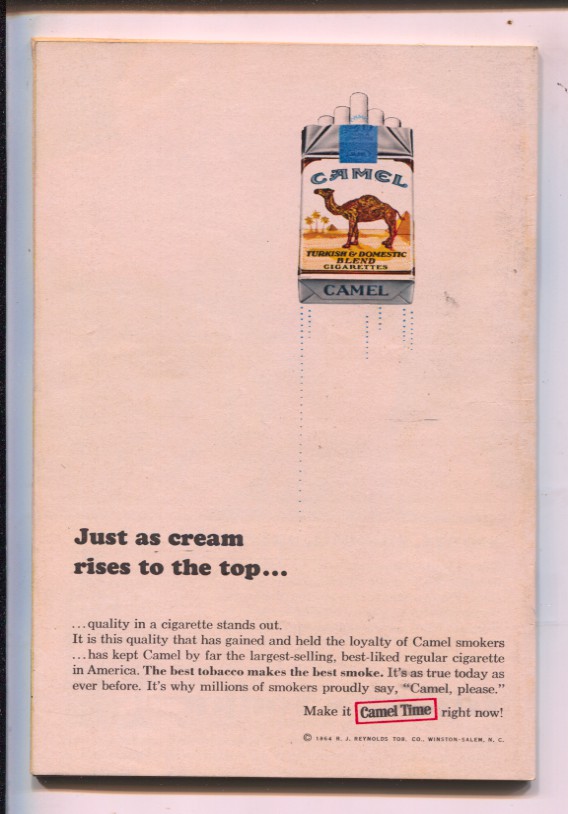 CAMEL
TURKISH & DOMESTIC
BLEND
CIGARETTES
CAMEL
Just as cream
rises to the top...
...quality in a cigarette stands out.
It is this quality that has gained and held the loyalty of Camel smokers
...has kept Camel by far the largest-selling, best-liked regular cigarette
in America. The best tobacco makes the best smoke. It's as true today as
ever before. It's why millions of smokers proudly say, "Camel, please."
Make it Camel Time right now!
© 1964 R. J. REYNOLDS TOB. CO., WINSTON-SALEM, N. C.